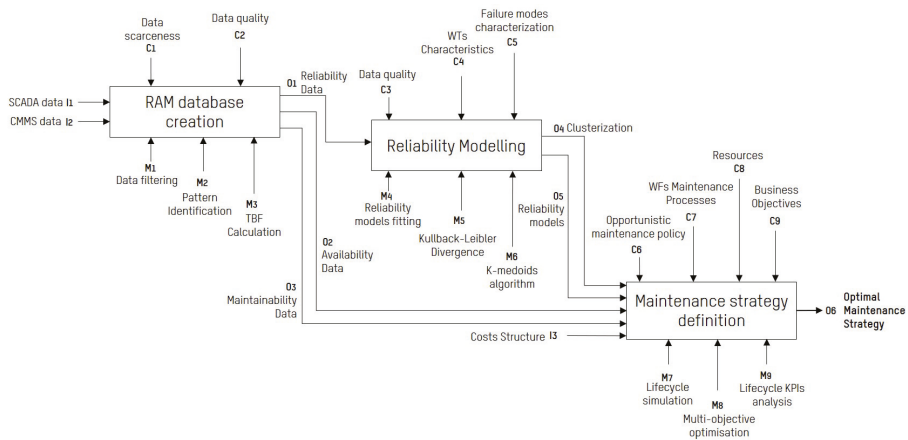 Data
scarceness
C1
Data quality
C2
SCADA data I1
CMMS data I2
RAM database
creation
M1
Data filtering
M2
Pattern
Identification
M3
TBF
Calculation
O1 Reliability
Data
O2
Availability
Data
O3
Maintainability
Data
Data quality
C3
WTs
Characteristics
C4
Failure modes
characterization
C5
Reliability Modelling
M4
Reliability
models fitting
M5
Kullback-Leibler
Divergence
M6
K-medoids
algorithm
O4 Clusterization
O5
Reliability
models
Opportunistic
maintenance policy
C6
WFs Maintenance
Processes
C7
Resources
C8
Business
Objectives
C9
Costs Structure I3
Maintenance strategy
definition
M7
Lifecycle
simulation
M8
Multi-objective
optimisation
M9
Lifecycle KPIs
analysis
O6 Optimal
Maintenance
Strategy